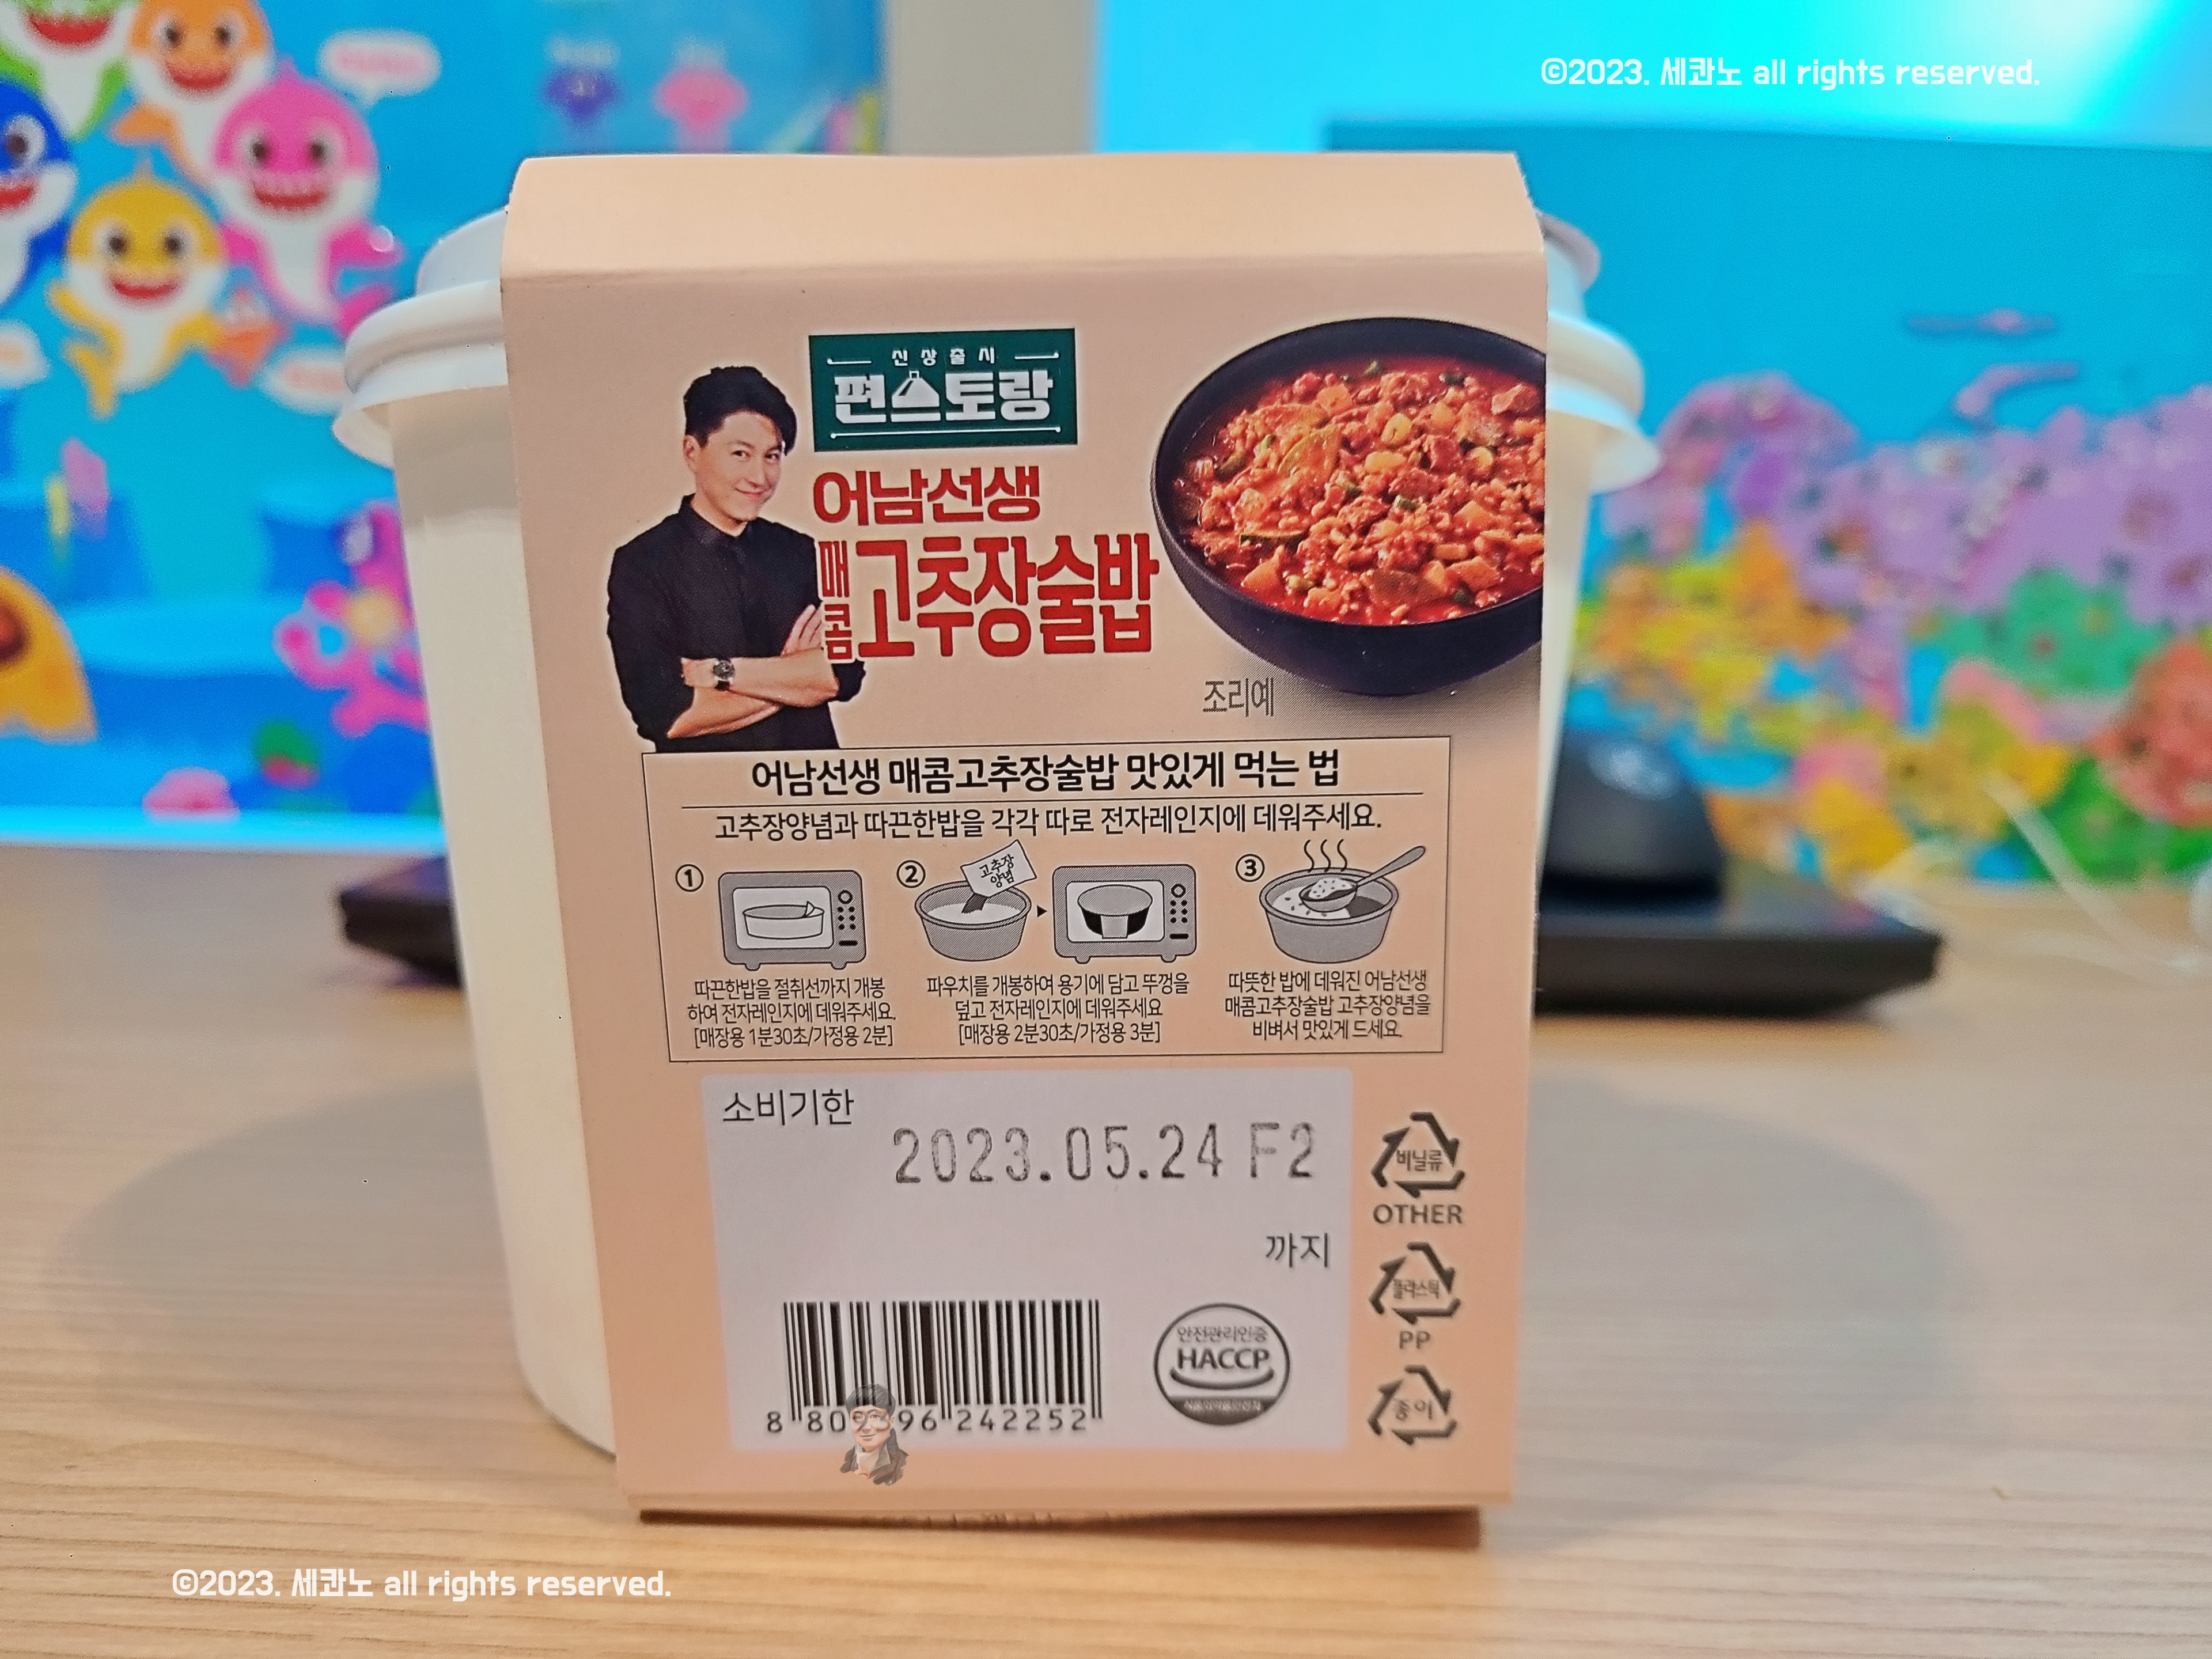 ©2023. 세콰노 all rights reserved.
신상출시
편스토랑
어남선생
매콤 고추장술밥
조리예
어남선생 매콤고추장술밥 맛있게 먹는 법
고추장양념과 따끈한밥을 각각 따로 전자레인지에 데워주세요.
①
따끈한밥을 절취선까지 개봉
하여 전자레인지에 데워주세요.
[매장용 1분30초/가정용 2분]
②
고추장
양념
파우치를 개봉하여 용기에 담고 뚜껑을
덮고 전자레인지에 데워주세요
[매장용 2분30초/가정용 3분]
③
따뜻한 밥에 데워진 어남선생
매콤고추장술밥 고추장양념을
비벼서 맛있게 드세요.
소비기한
2023.05.24 F2
까지
비닐류
OTHER
플라스틱
PP
종이
안전관리인증
HACCP
242252
©2023. 세콰노 all rights reserved.